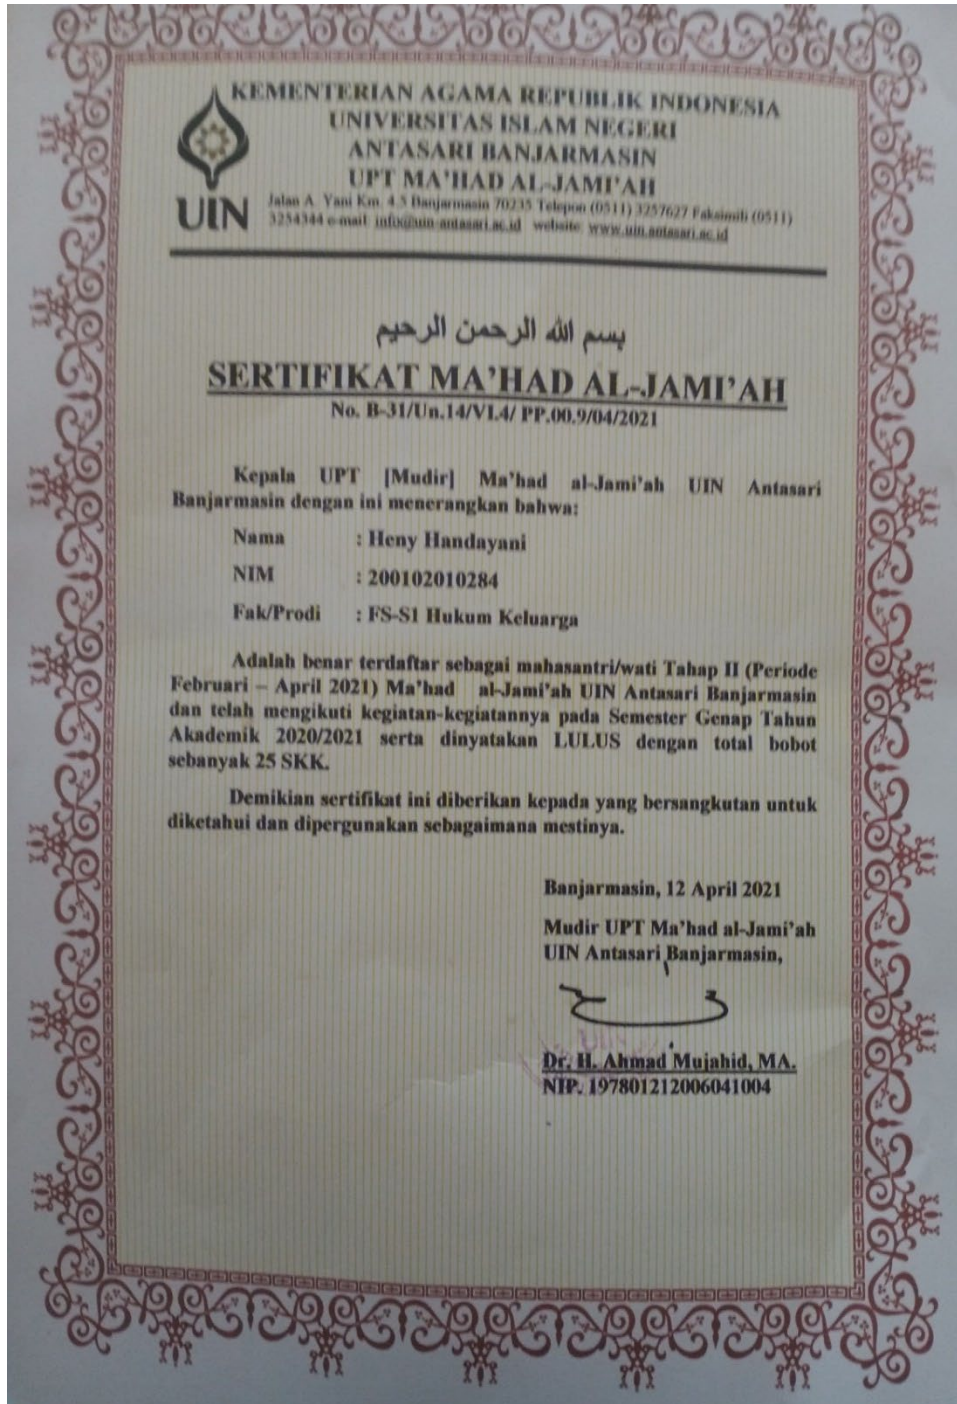 KEMENTERIAN AGAMA REPUBLIK INDONESIA
UNIVERSITAS ISLAM NEGERI
ANTASARI BANJARMASIN
UPT MA'HAD AL-JAMI'AH
UIN
Jalan A. Yani Km. 4,5 Banjarmasin 70235 Telepon (0511) 3257627 Faksimili (0511)
3254344 e-mail: info@uin-antasari.ac.id website: www.uin.antasari.ac.id
بسم الله الرحمن الرحيم
SERTIFIKAT MA'HAD AL-JAMI'AH
No. B-31/Un.14/VI.4/ PP.00.9/04/2021
Kepala UPT [Mudir] Ma'had al-Jami'ah UIN Antasari
Banjarmasin dengan ini menerangkan bahwa:
Nama : Heny Handayani
NIM : 200102010284
Fak/Prodi : FS-S1 Hukum Keluarga
Adalah benar terdaftar sebagai mahasantri/wati Tahap II (Periode
Februari – April 2021) Ma'had al-Jami'ah UIN Antasari Banjarmasin
dan telah mengikuti kegiatan-kegiatannya pada Semester Genap Tahun
Akademik 2020/2021 serta dinyatakan LULUS dengan total bobot
sebanyak 25 SKK.
Demikian sertifikat ini diberikan kepada yang bersangkutan untuk
diketahui dan dipergunakan sebagaimana mestinya.
Banjarmasin, 12 April 2021
Mudir UPT Ma'had al-Jami'ah
UIN Antasari Banjarmasin,
UIN
Dr. H. Ahmad Mujahid, MA.
NIP. 197801212006041004